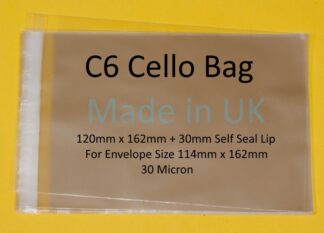 C6 Cello Bag
Made in UK
120mm x 162mm + 30mm Self Seal Lip
For Envelope Size 114mm x 162mm
30 Micron